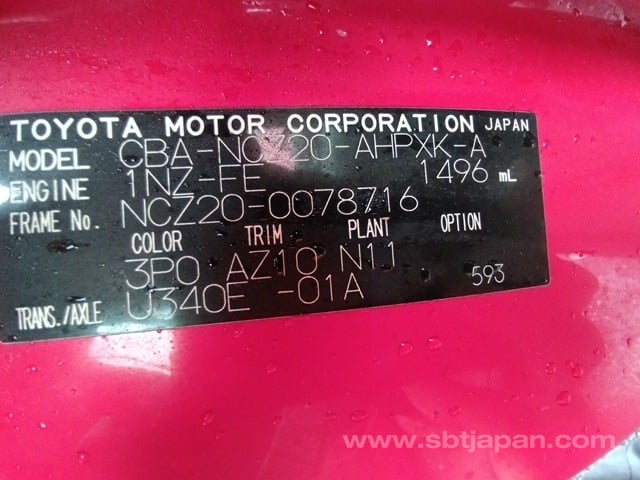 TOYOTA MOTOR CORPORATION JAPAN
MODEL CBA-NCZ20-AHPXK-A
ENGINE 1NZ-FE 1496 mL
FRAME No. NCZ20-0078716
COLOR TRIM PLANT OPTION
3P0 AZ10 N11 593
TRANS./AXLE U340E -01A
www.sbtjapan.com